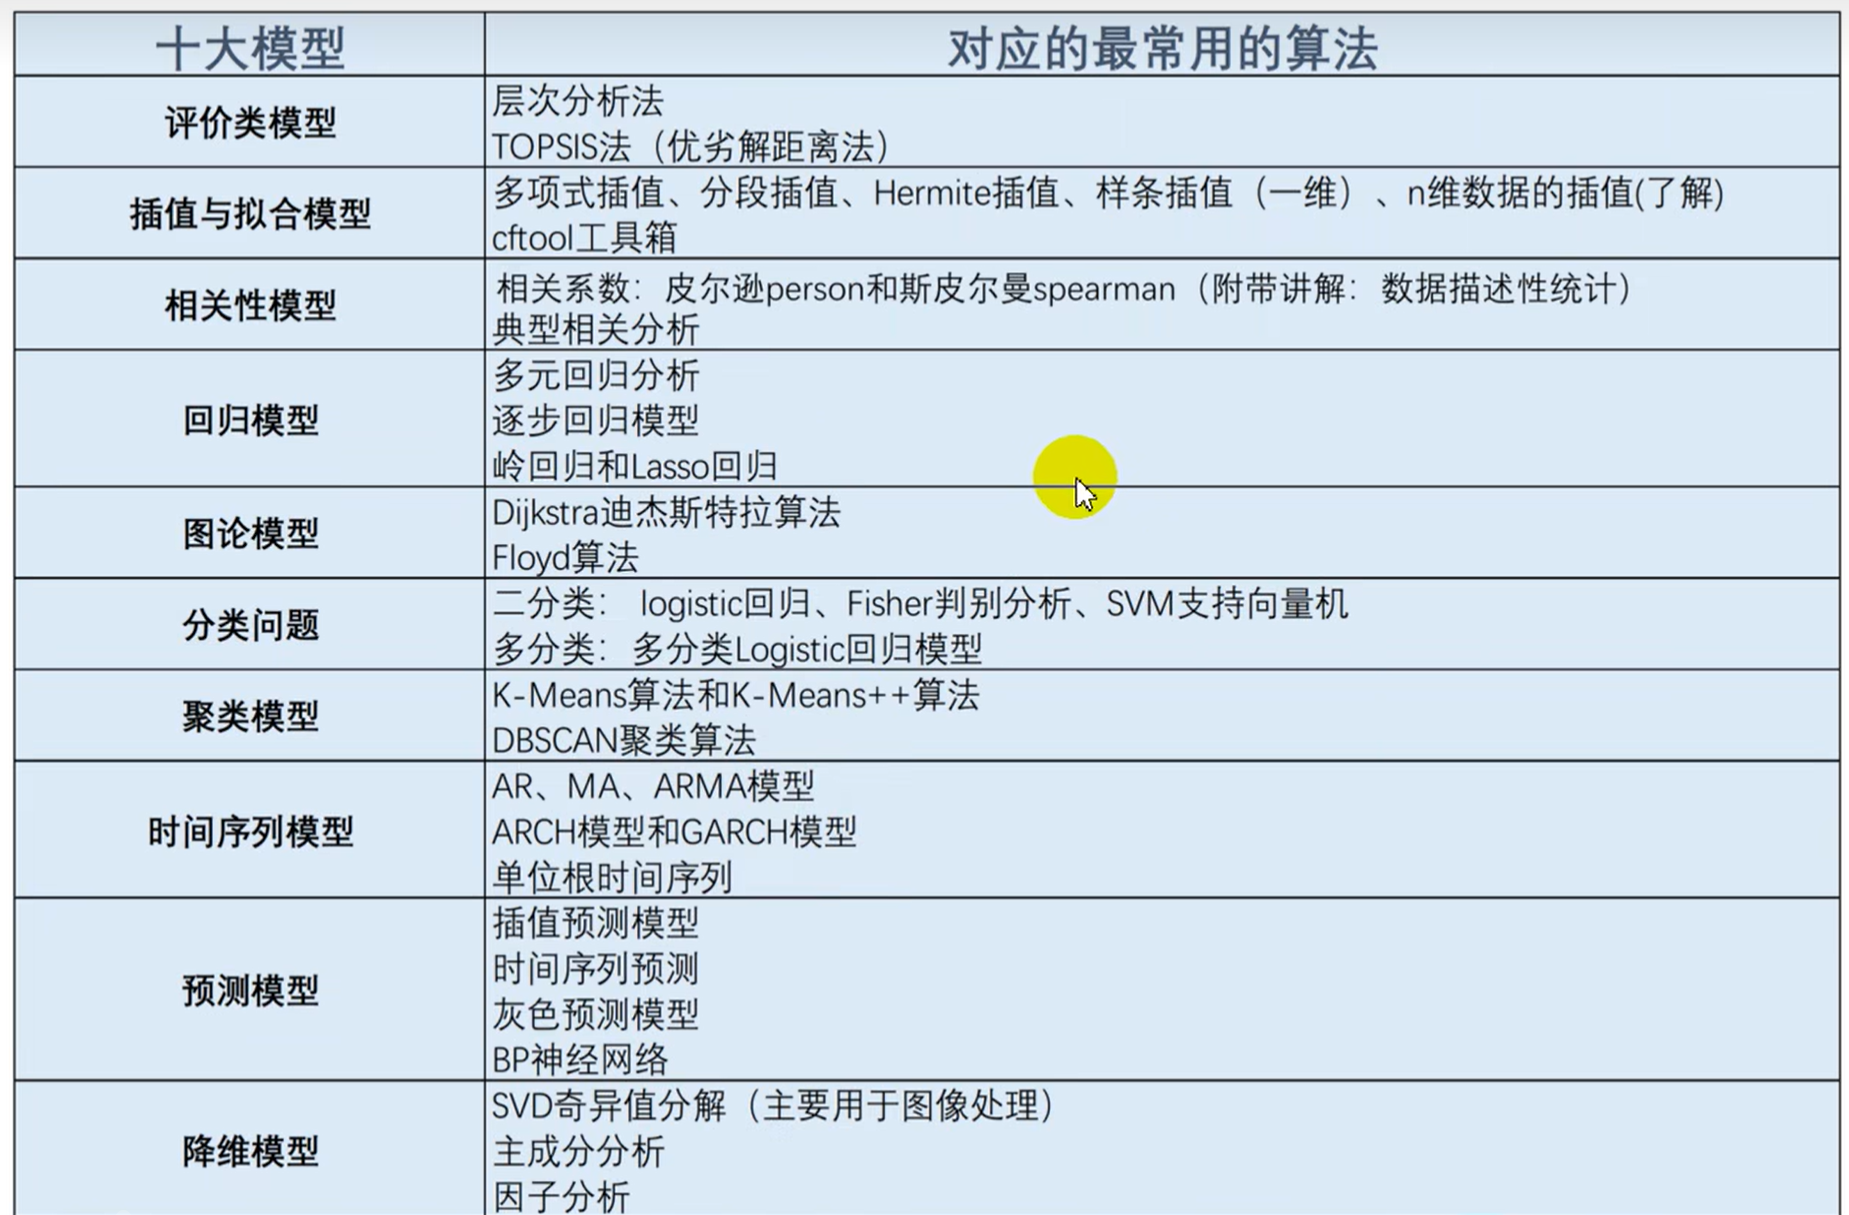 十大模型
对应的最常用的算法
评价类模型
层次分析法
TOPSIS法（优劣解距离法）
插值与拟合模型
多项式插值、分段插值、Hermite插值、样条插值（一维）、n维数据的插值(了解)
cftool工具箱
相关性模型
相关系数：皮尔逊person和斯皮尔曼spearman（附带讲解：数据描述性统计）
典型相关分析
回归模型
多元回归分析
逐步回归模型
岭回归和Lasso回归
图论模型
Dijkstra迪杰斯特拉算法
Floyd算法
分类问题
二分类： logistic回归、Fisher判别分析、SVM支持向量机
多分类：多分类Logistic回归模型
聚类模型
K-Means算法和K-Means++算法
DBSCAN聚类算法
时间序列模型
AR、MA、ARMA模型
ARCH模型和GARCH模型
单位根时间序列
预测模型
插值预测模型
时间序列预测
灰色预测模型
BP神经网络
降维模型
SVD奇异值分解（主要用于图像处理）
主成分分析
因子分析